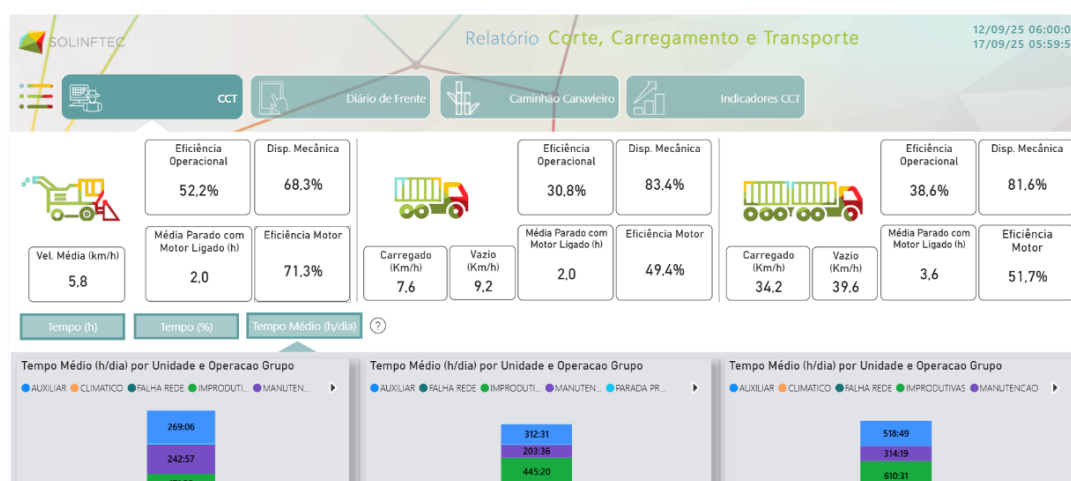 SOLINFTEC
Relatório Corte, Carregamento e Transporte
12/09/25 06:00:0
17/09/25 05:59:5
CCT
Diário de Frente
Caminhão Canavieiro
Indicadores CCT
Eficiência
Operacional
52,2%
Disp. Mecânica
68,3%
Vel. Média (km/h)
5,8
Média Parado com
Motor Ligado (h)
2,0
Eficiência Motor
71,3%
Eficiência
Operacional
30,8%
Disp. Mecânica
83,4%
Carregado
(Km/h)
7,6
Vazio
(Km/h)
9,2
Média Parado com
Motor Ligado (h)
2,0
Eficiência Motor
49,4%
Eficiência
Operacional
38,6%
Disp. Mecânica
81,6%
Carregado
(Km/h)
34,2
Vazio
(Km/h)
39,6
Média Parado com
Motor Ligado (h)
3,6
Eficiência
Motor
51,7%
Tempo (h)
Tempo (%)
Tempo Médio (h/dia)
?
Tempo Médio (h/dia) por Unidade e Operacao Grupo
AUXILIAR CLIMATICO FALHA REDE IMPRODUTI... MANUTEN...
269:06
242:57
Tempo Médio (h/dia) por Unidade e Operacao Grupo
AUXILIAR FALHA REDE IMPRODUTI... MANUTEN... PARADA PR...
312:31
203:36
445:20
Tempo Médio (h/dia) por Unidade e Operacao Grupo
AUXILIAR CLIMATICO FALHA REDE IMPRODUTIVAS MANUTENCAO
518:49
314:19
610:31